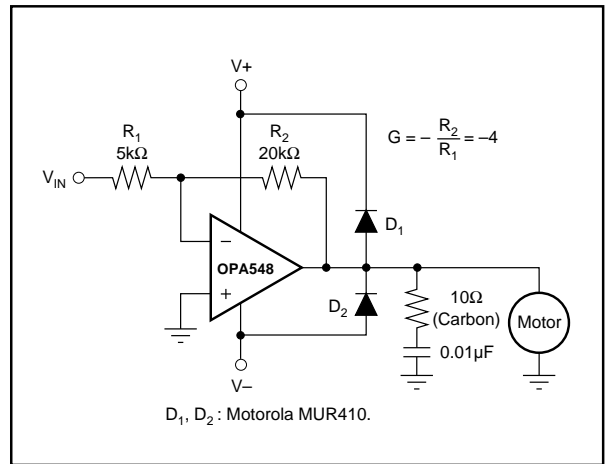 V+
R1
5kΩ
R2
20kΩ
G = – R2/R1 = –4
VIN
–
OPA548
+
D1
D2
10Ω
(Carbon)
0.01µF
Motor
V–
D1, D2 : Motorola MUR410.